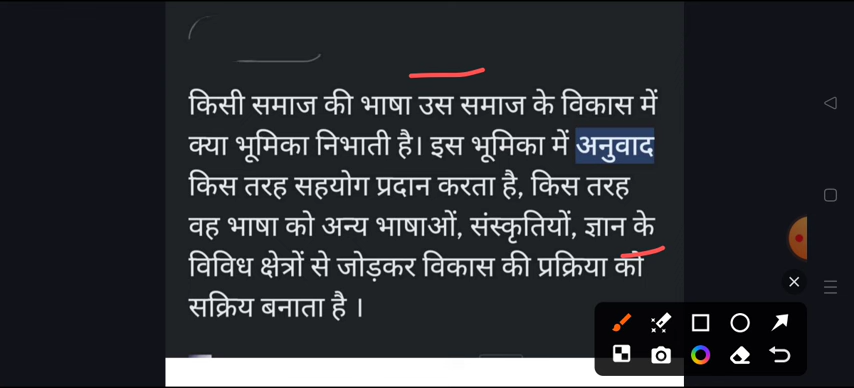 किसी समाज की भाषा उस समाज के विकास में
क्या भूमिका निभाती है। इस भूमिका में अनुवाद
किस तरह सहयोग प्रदान करता है, किस तरह
वह भाषा को अन्य भाषाओं, संस्कृतियों, ज्ञान के
विविध क्षेत्रों से जोड़कर विकास की प्रक्रिया को
सक्रिय बनाता है ।